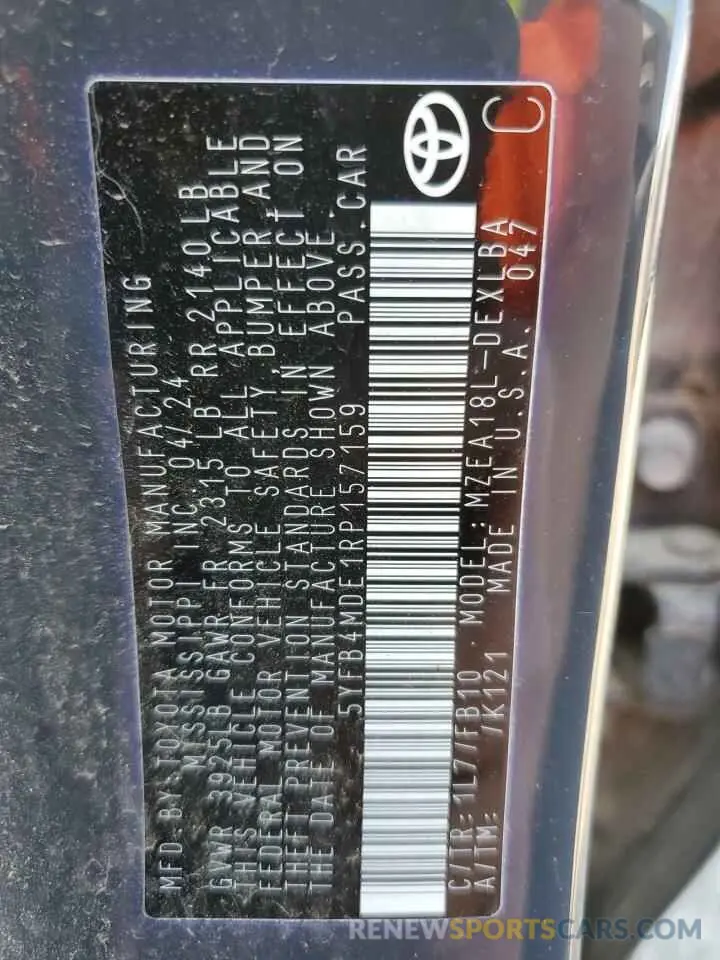 MFD. BY: TOYOTA MOTOR MANUFACTURING
MISSISSIPPI INC. 04/24
GVWR 3925LB GAWR FR 2315 LB RR 2140LB
THIS VEHICLE CONFORMS TO ALL APPLICABLE
FEDERAL MOTOR VEHICLE SAFETY, BUMPER, AND
THEFT PREVENTION STANDARDS IN EFFECT ON
THE DATE OF MANUFACTURE SHOWN ABOVE.
5YFB4MDE1RP157159 PASS. CAR
C/TR: 1L7/FB10 MODEL: MZEA18L-DEXLBA
A/TM: /K121 MADE IN U.S.A. 047
C
RENEWSPORTSCARS.COM